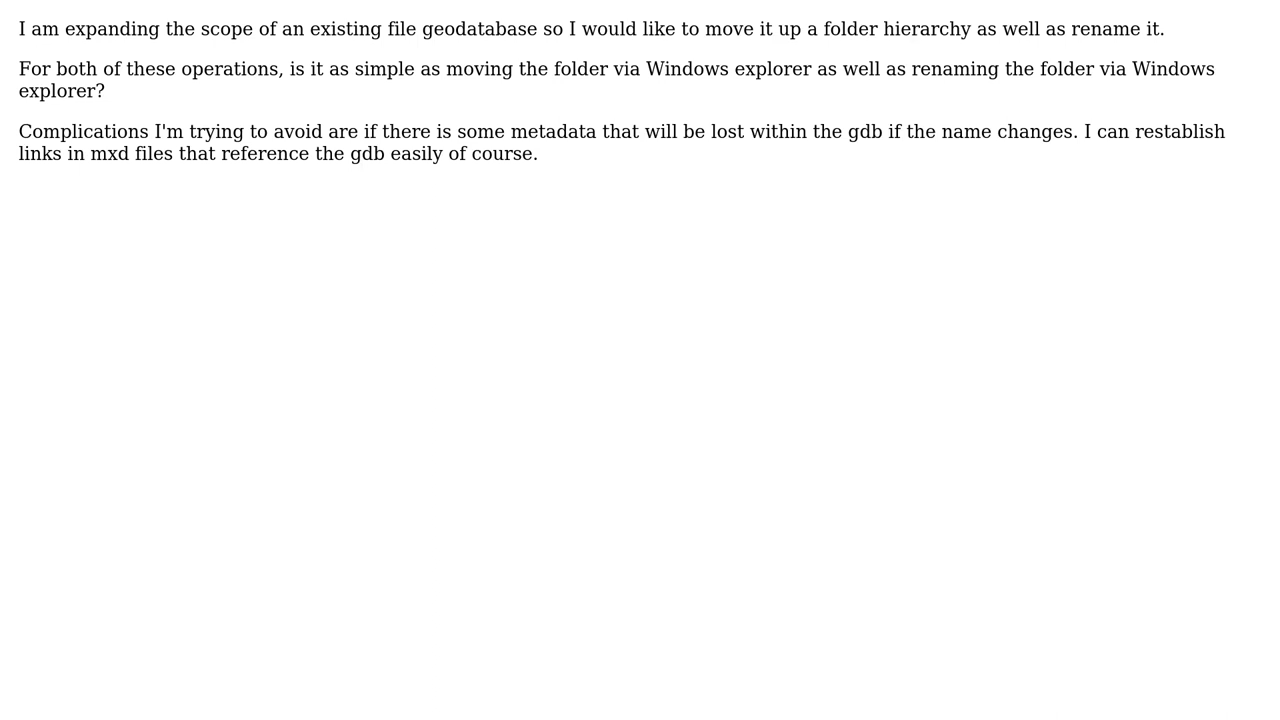 I am expanding the scope of an existing file geodatabase so I would like to move it up a folder hierarchy as well as rename it.
For both of these operations, is it as simple as moving the folder via Windows explorer as well as renaming the folder via Windows
explorer?
Complications I'm trying to avoid are if there is some metadata that will be lost within the gdb if the name changes. I can restablish
links in mxd files that reference the gdb easily of course.